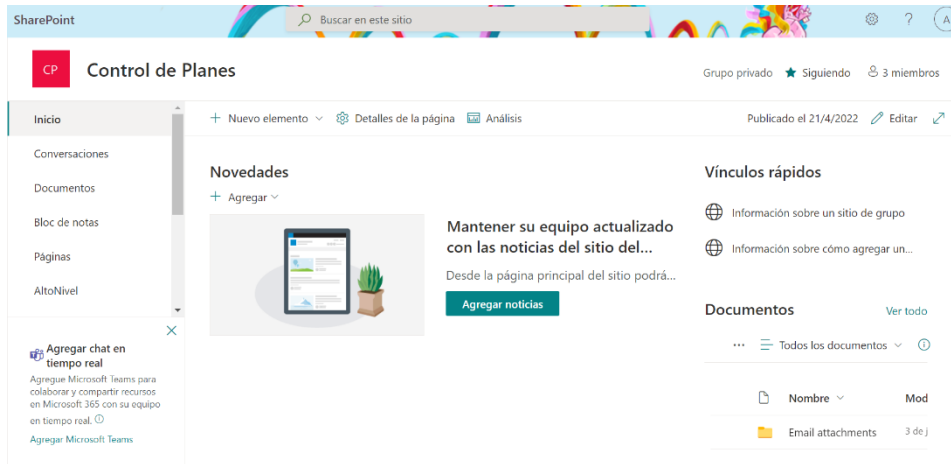 SharePoint
Buscar en este sitio
?
A
CP
Control de Planes
Grupo privado
Siguiendo
3 miembros
Inicio
Conversaciones
Documentos
Bloc de notas
Páginas
AltoNivel
Agregar chat en
tiempo real
Agregue Microsoft Teams para
colaborar y compartir recursos
en Microsoft 365 con su equipo
en tiempo real.
Agregar Microsoft Teams
+ Nuevo elemento
Detalles de la página
Análisis
Publicado el 21/4/2022
Editar
Novedades
+ Agregar
Mantener su equipo actualizado
con las noticias del sitio del...
Desde la página principal del sitio podrá...
Agregar noticias
Vínculos rápidos
Información sobre un sitio de grupo
Información sobre cómo agregar un...
Documentos
Ver todo
... Todos los documentos
Nombre
Mod
Email attachments
3 de j